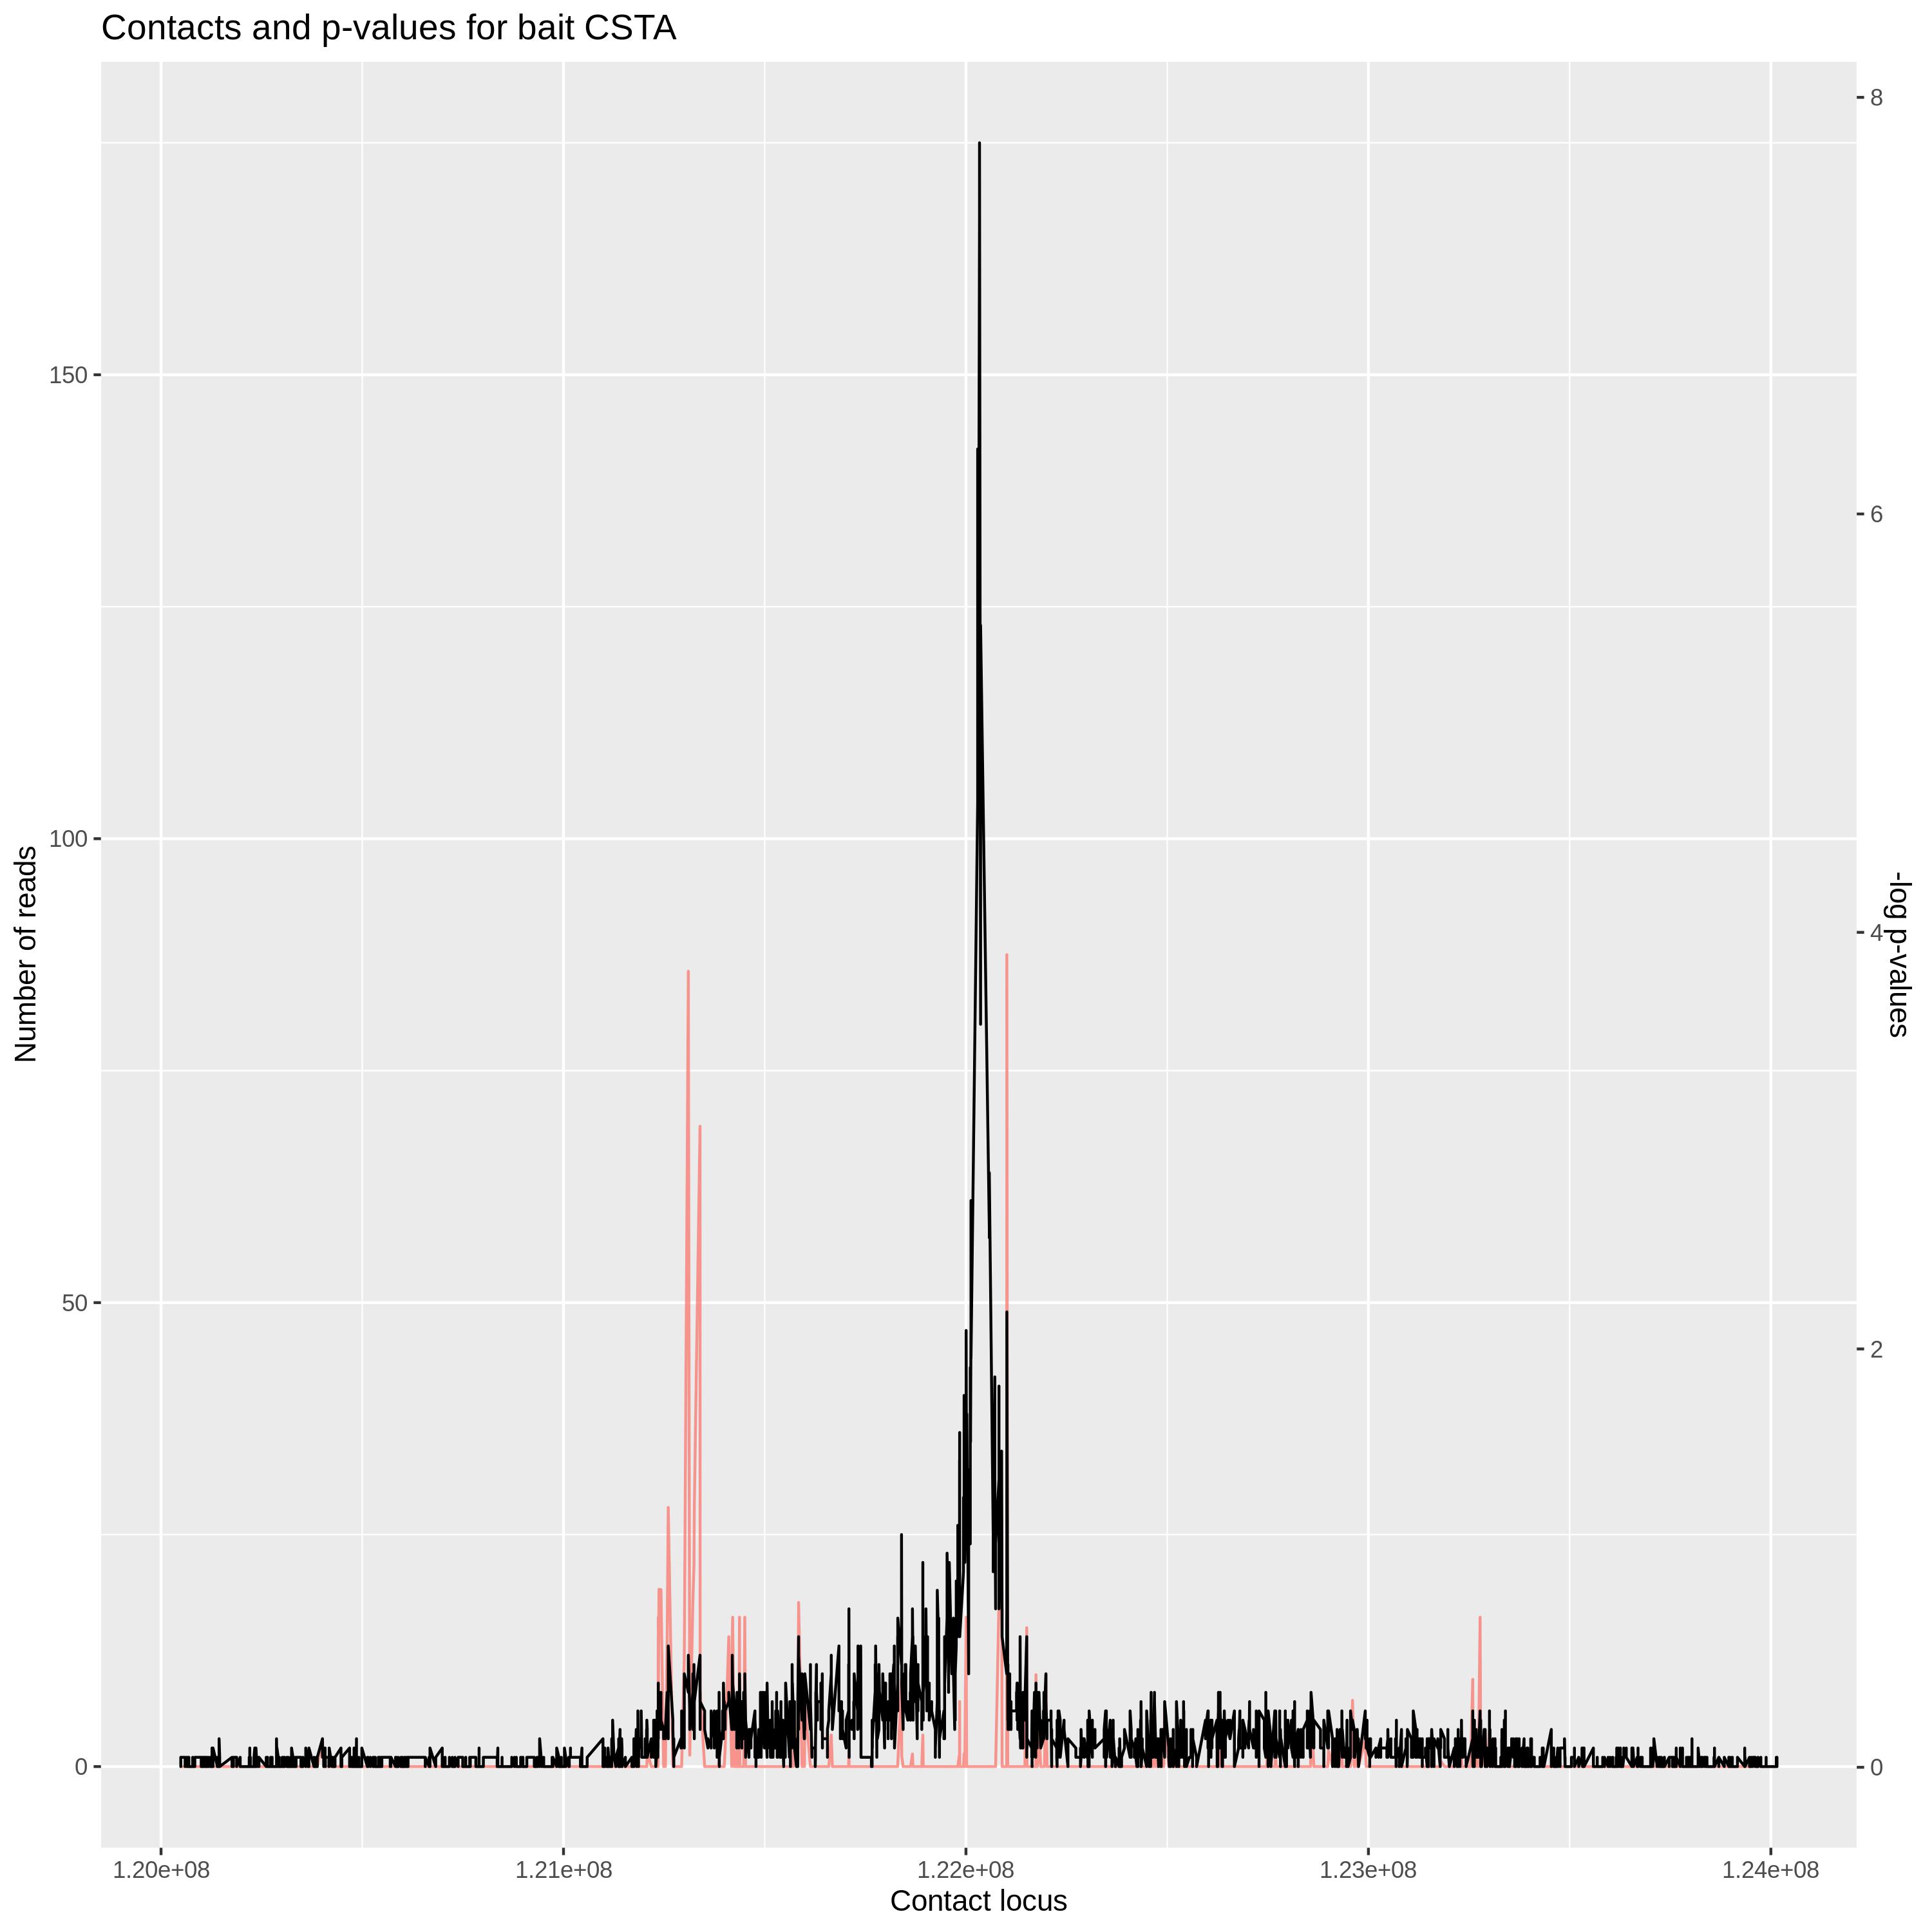 Contacts and p-values for bait CSTA
Number of reads
150
100
50
0
8
6
4
2
0
-log p-values
1.20e+08
1.21e+08
1.22e+08
1.23e+08
1.24e+08
Contact locus